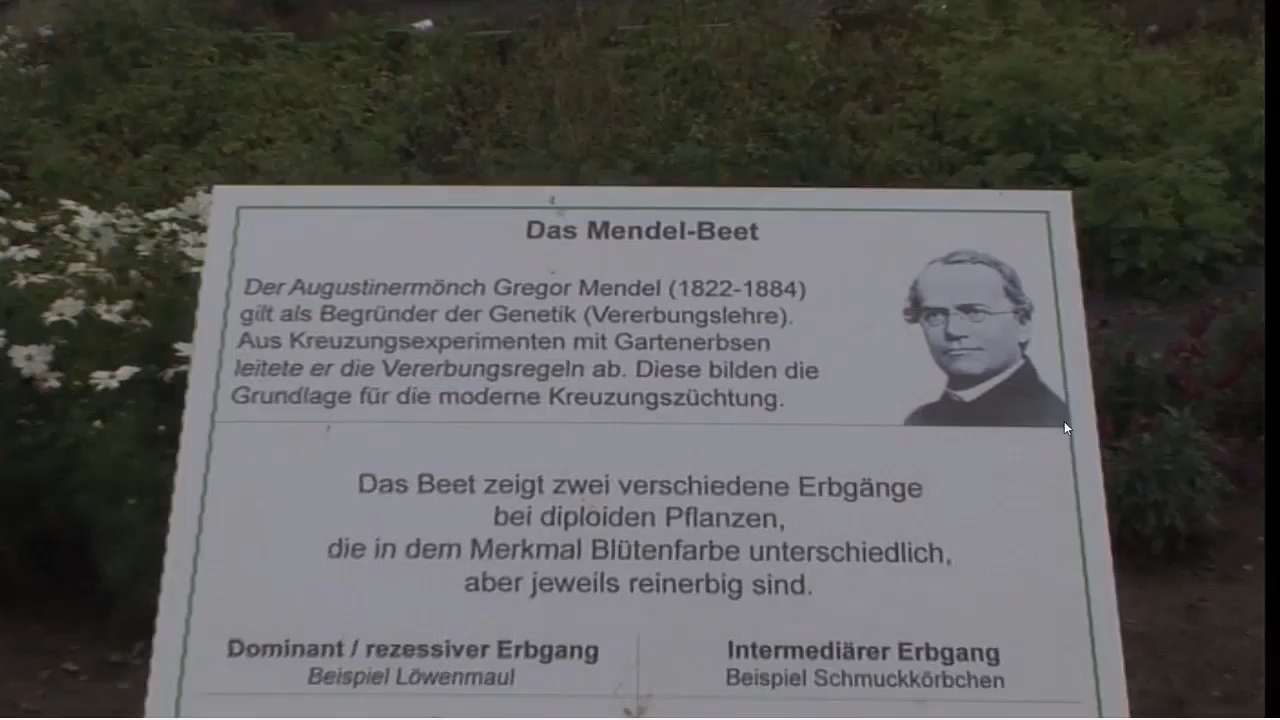 Das Mendel-Beet
Der Augustinermönch Gregor Mendel (1822-1884)
gilt als Begründer der Genetik (Vererbungslehre).
Aus Kreuzungsexperimenten mit Gartenerbsen
leitete er die Vererbungsregeln ab. Diese bilden die
Grundlage für die moderne Kreuzungszüchtung.
Das Beet zeigt zwei verschiedene Erbgänge
bei diploiden Pflanzen,
die in dem Merkmal Blütenfarbe unterschiedlich,
aber jeweils reinerbig sind.
Dominant / rezessiver Erbgang
Beispiel Löwenmaul
Intermediärer Erbgang
Beispiel Schmuckkörbchen